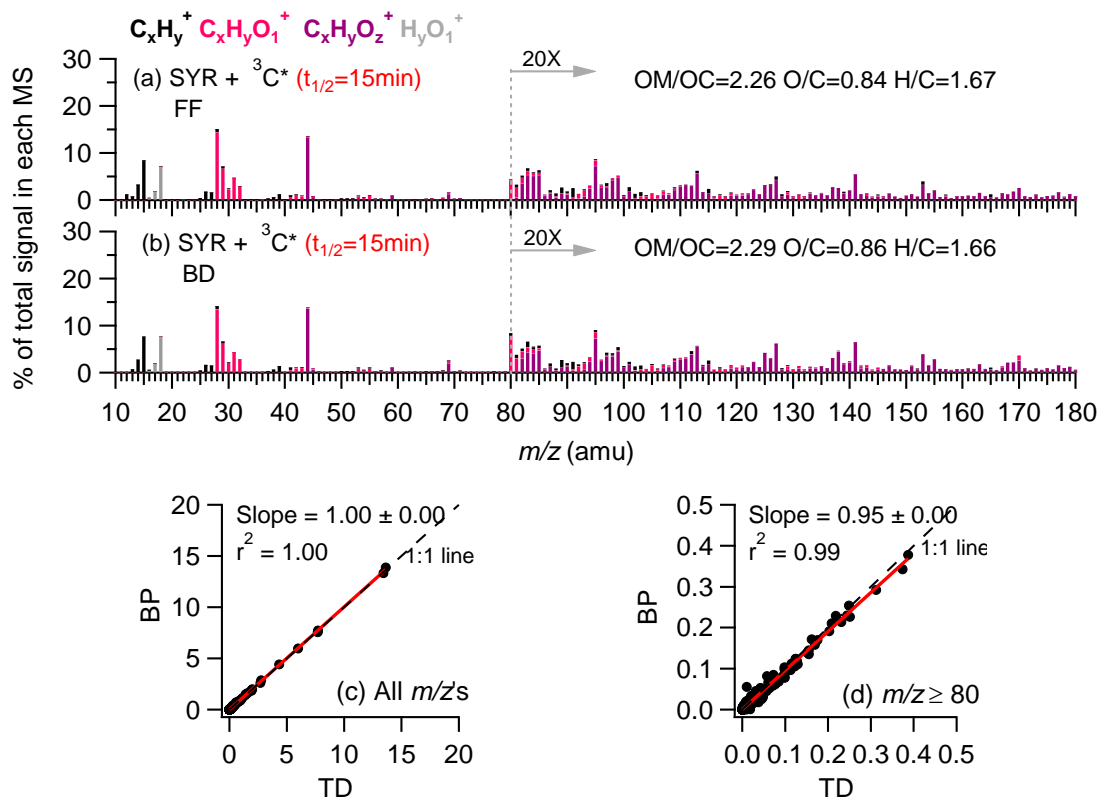 CxHy+ CxHyO1+ CxHyOz+ HyO1+
% of total signal in each MS
30
20
10
0
(a) SYR + 3C* (t1/2=15min)
FF
20X
OM/OC=2.26 O/C=0.84 H/C=1.67
30
20
10
0
(b) SYR + 3C* (t1/2=15min)
BD
20X
OM/OC=2.29 O/C=0.86 H/C=1.66
10 20 30 40 50 60 70 80 90 100 110 120 130 140 150 160 170 180
m/z (amu)
BP
20
15
10
5
0
Slope = 1.00 ± 0.00
r2 = 1.00
1:1 line
(c) All m/z's
0 5 10 15 20
TD
BP
0.5
0.4
0.3
0.2
0.1
0.0
Slope = 0.95 ± 0.00
r2 = 0.99
1:1 line
(d) m/z ≥ 80
0.0 0.1 0.2 0.3 0.4 0.5
TD